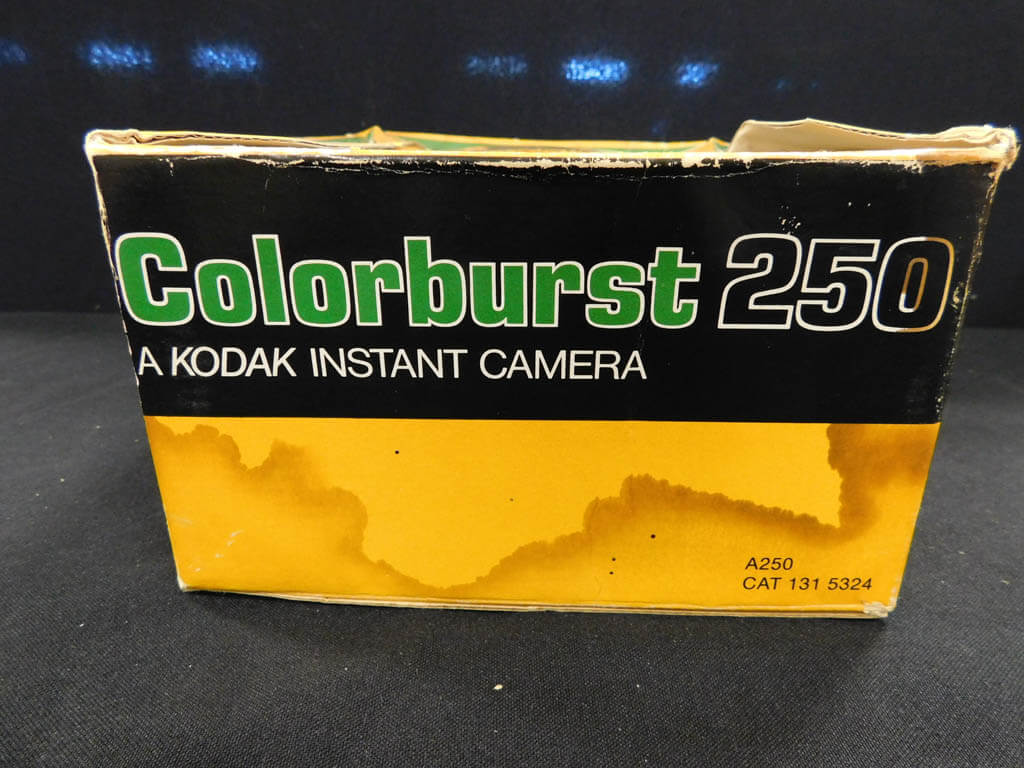 Colorburst 250
A KODAK INSTANT CAMERA
A250
CAT 131 5324